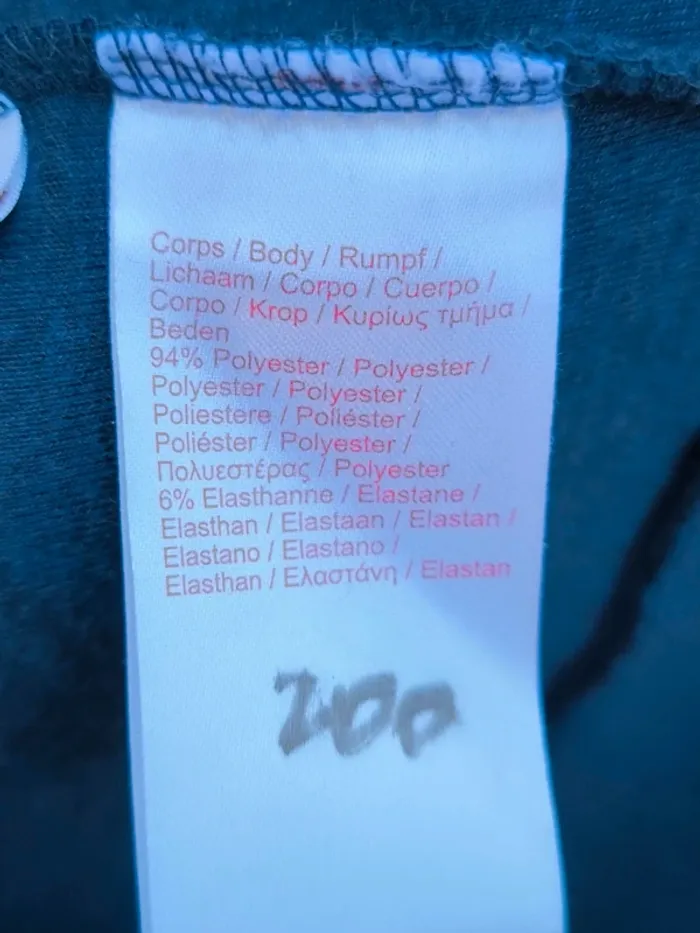 Corps / Body / Rumpf /
Lichaam / Corpo / Cuerpo /
Corpo / Krop / Κυρίως τμήμα /
Beden
94% Polyester / Polyester /
Polyester / Polyester /
Poliestere / Poliéster /
Poliéster / Polyester /
Πολυεστέρας / Polyester
6% Elasthanne / Elastane /
Elasthan / Elastaan / Elastan /
Elastano / Elastano /
Elasthan / Ελαστάνη / Elastan
200